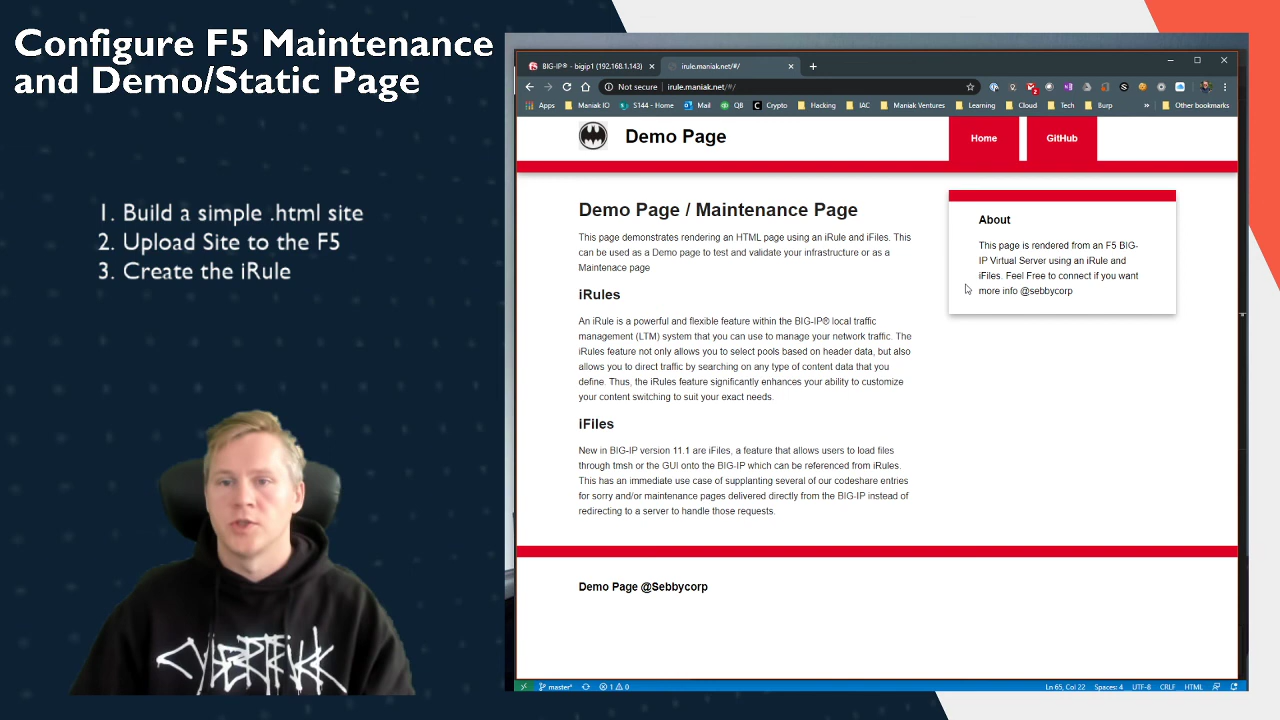 Configure F5 Maintenance
and Demo/Static Page
1. Build a simple .html site
2. Upload Site to the F5
3. Create the iRule
BIG-IP® - bigip1 (192.168.1.143)
irule.maniak.net/#/
Not secure
irule.maniak.net/#/
Apps
Maniak IO
S144 - Home
Mail
QB
Crypto
Hacking
IAC
Maniak Ventures
Learning
Cloud
Tech
Burp
»
Other bookmarks
Demo Page
Home
GitHub
Demo Page / Maintenance Page
This page demonstrates rendering an HTML page using an iRule and iFiles. This
can be used as a Demo page to test and validate your infrastructure or as a
Maintenace page
iRules
An iRule is a powerful and flexible feature within the BIG-IP® local traffic
management (LTM) system that you can use to manage your network traffic. The
iRules feature not only allows you to select pools based on header data, but also
allows you to direct traffic by searching on any type of content data that you
define. Thus, the iRules feature significantly enhances your ability to customize
your content switching to suit your exact needs.
iFiles
New in BIG-IP version 11.1 are iFiles, a feature that allows users to load files
through tmsh or the GUI onto the BIG-IP which can be referenced from iRules.
This has an immediate use case of supplanting several of our codeshare entries
for sorry and/or maintenance pages delivered directly from the BIG-IP instead of
redirecting to a server to handle those requests.
About
This page is rendered from an F5 BIG-
IP Virtual Server using an iRule and
iFiles. Feel Free to connect if you want
more info @sebbycorp
Demo Page @Sebbycorp
master*
1
0
Ln 65, Col 22
Spaces: 4
UTF-8
CRLF
HTML